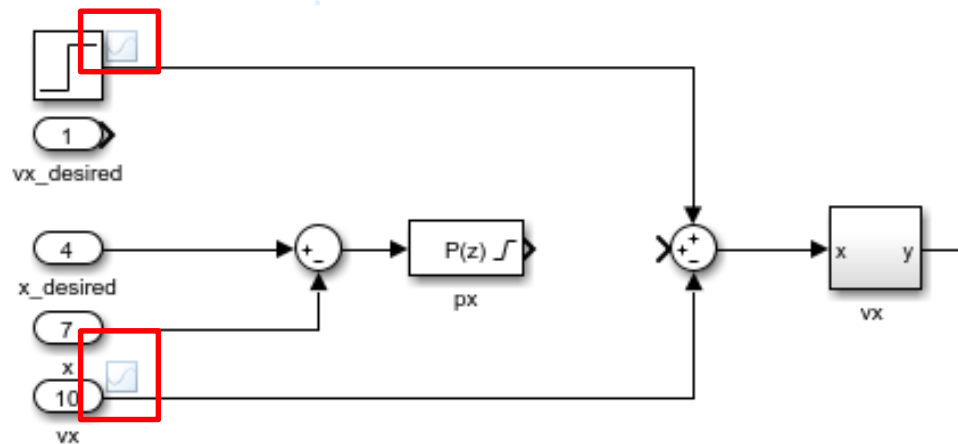 1
vx_desired
4
x_desired
+
−
P(z)
px
+
+
−
x
y
vx
7
x
10
vx